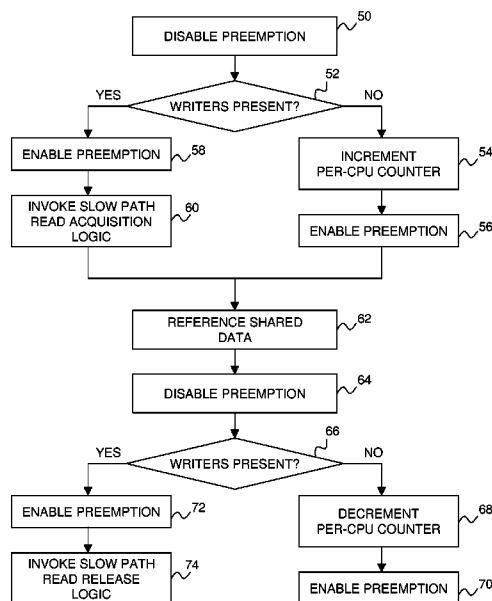 DISABLE PREEMPTION
50
WRITERS PRESENT?
52
YES
NO
ENABLE PREEMPTION
58
INCREMENT
PER-CPU COUNTER
54
INVOKE SLOW PATH
READ ACQUISITION
LOGIC
60
ENABLE PREEMPTION
56
REFERENCE SHARED
DATA
62
DISABLE PREEMPTION
64
WRITERS PRESENT?
66
YES
NO
ENABLE PREEMPTION
72
DECREMENT
PER-CPU COUNTER
68
INVOKE SLOW PATH
READ RELEASE
LOGIC
74
ENABLE PREEMPTION
70